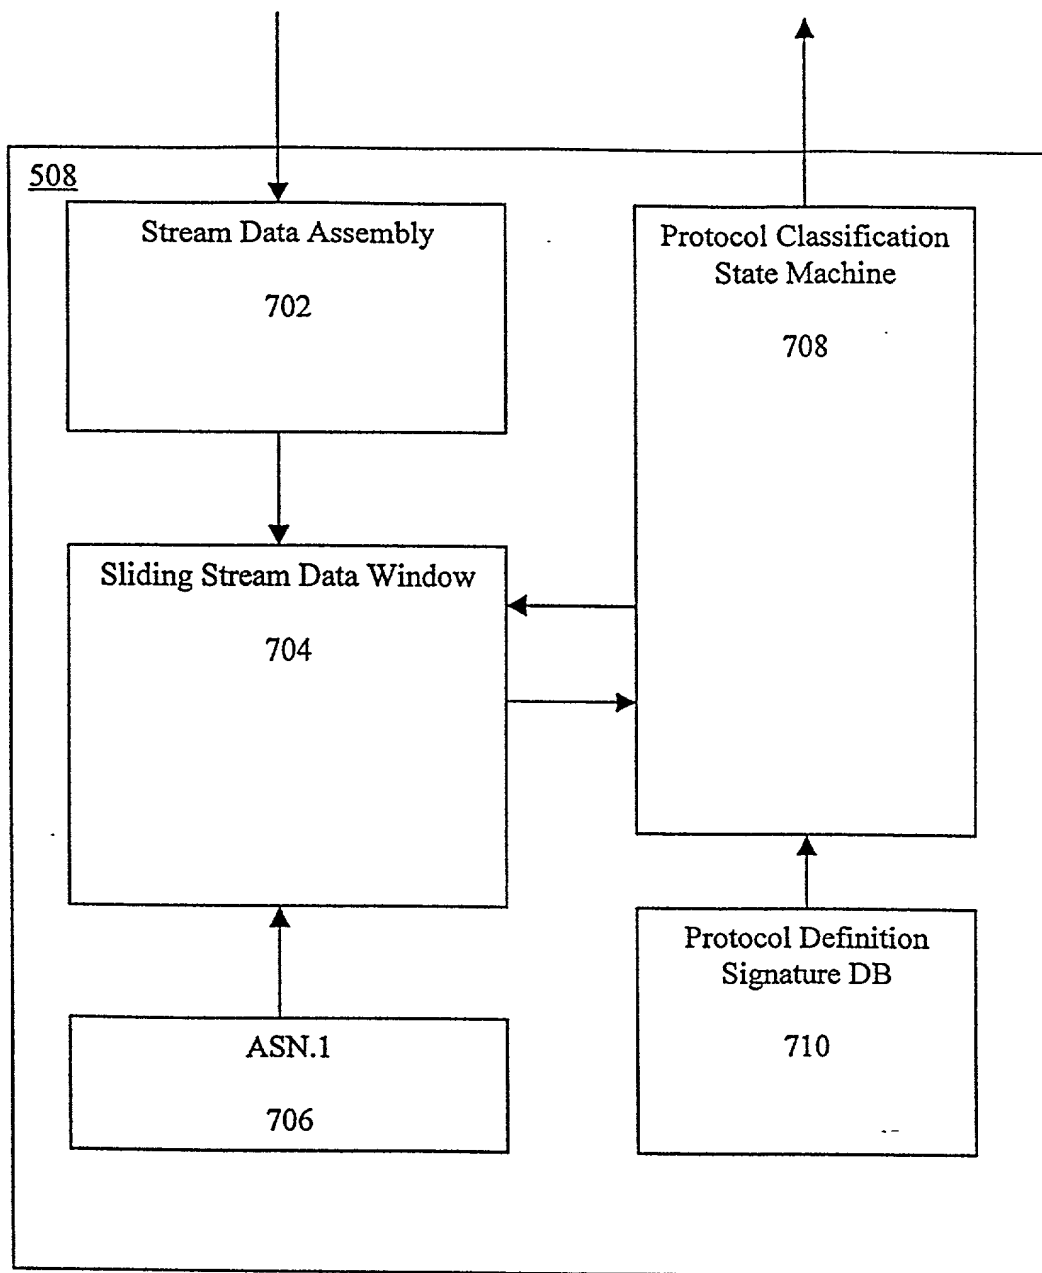 508
Stream Data Assembly
702
Protocol Classification
State Machine
708
Sliding Stream Data Window
704
ASN.1
706
Protocol Definition
Signature DB
710